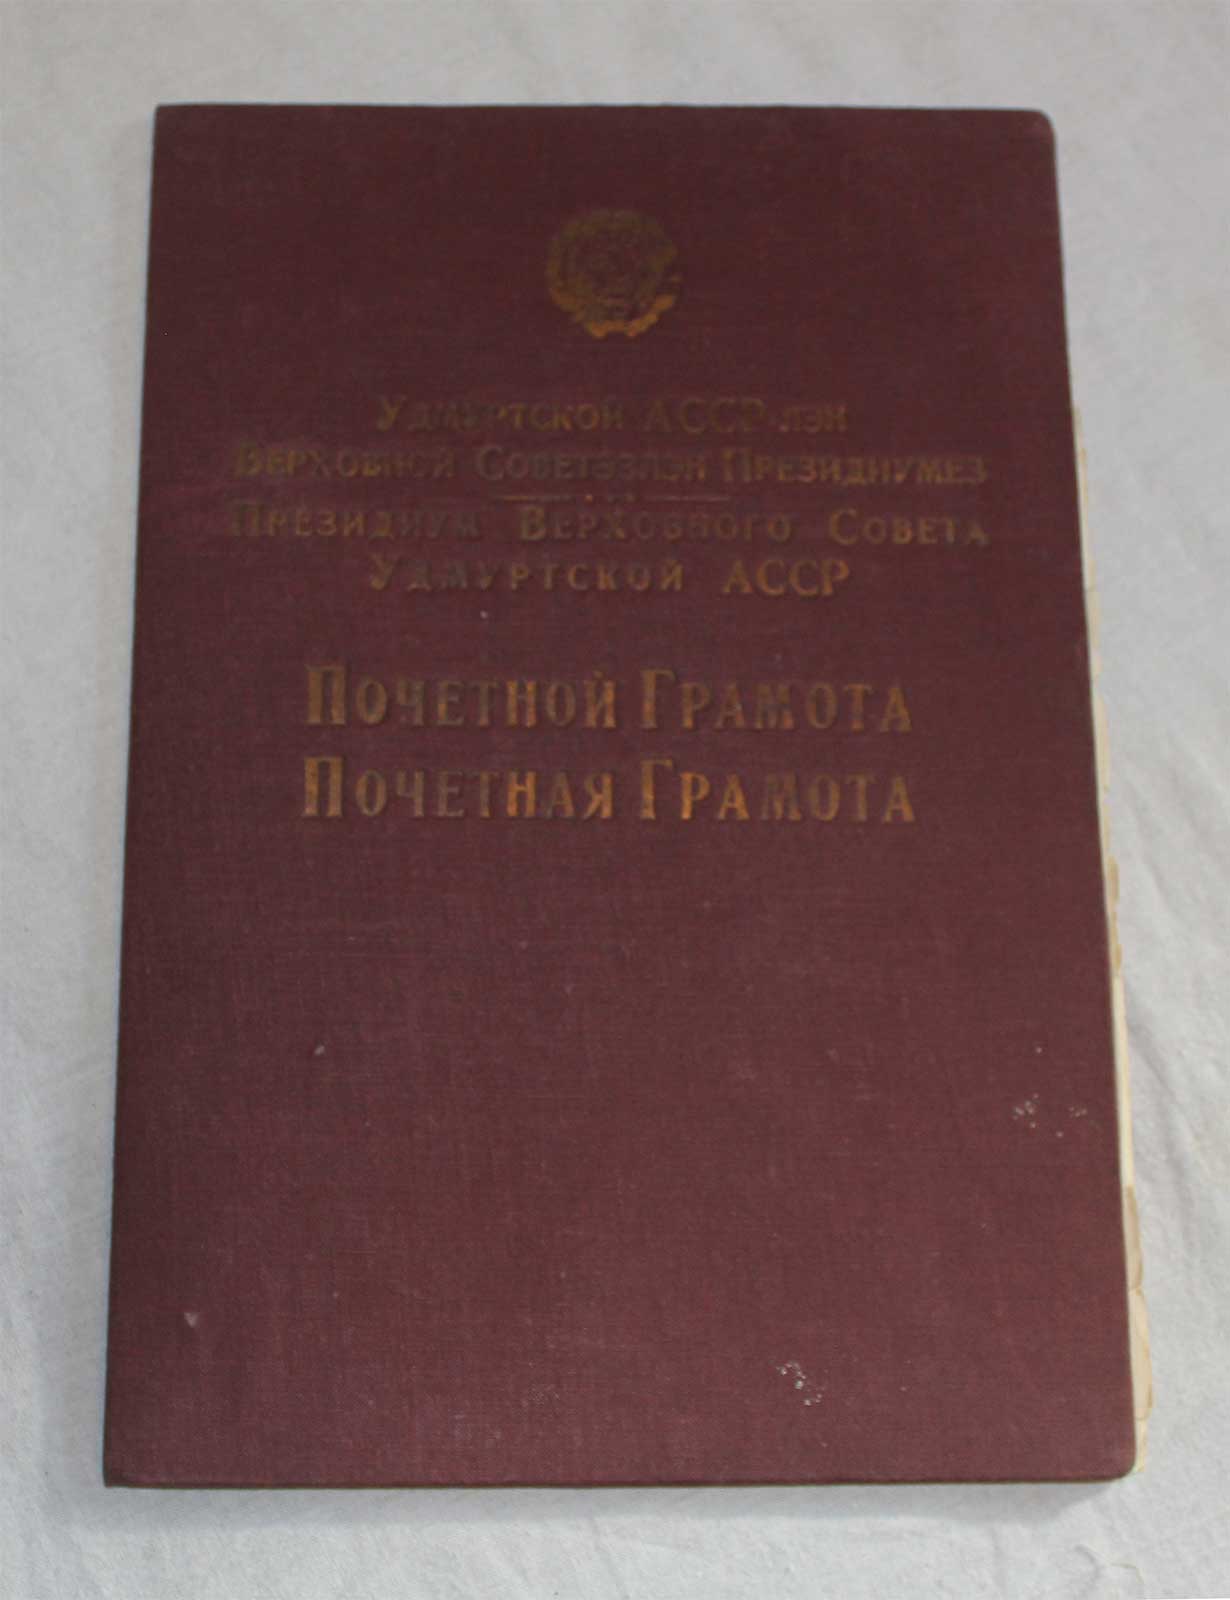 Удмуртской АССР-лэн
Верховной Советэзлэн Президиумез
Президиум Верховного Совета
Удмуртской АССР
Почетной Грамота
Почетная Грамота